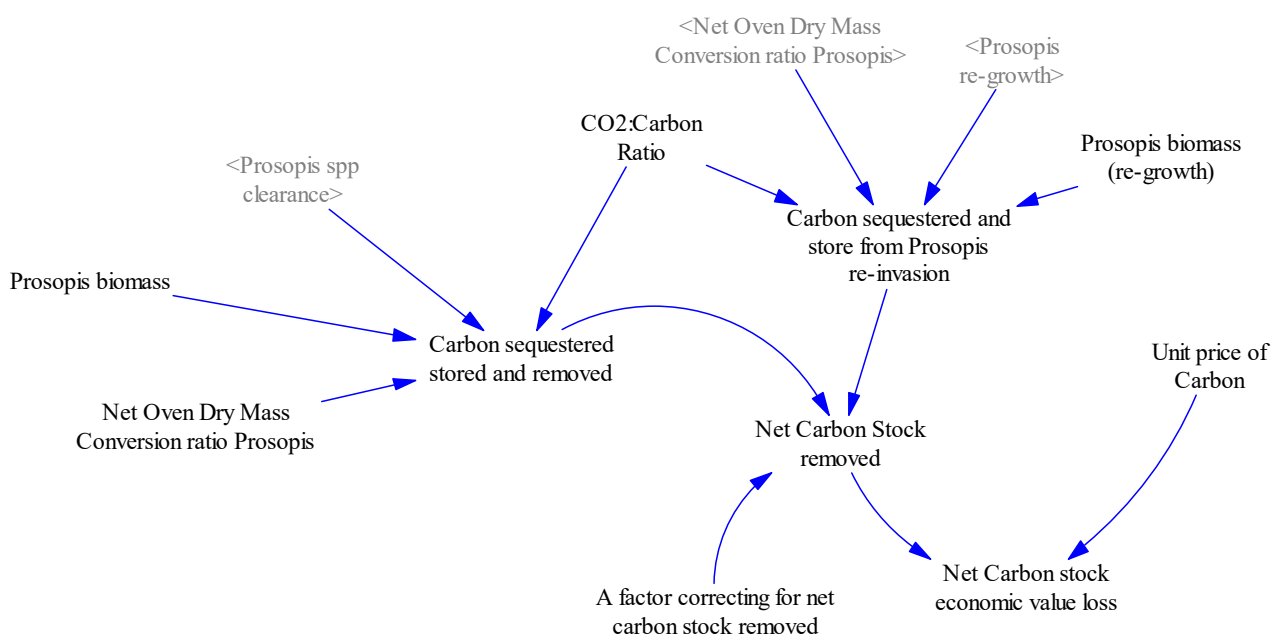 <Net Oven Dry Mass
Conversion ratio Prosopis>
<Prosopis
re-growth>
CO2:Carbon
Ratio
Prosopis biomass
(re-growth)
<Prosopis spp
clearance>
Carbon sequestered and
store from Prosopis
re-invasion
Prosopis biomass
Carbon sequestered
stored and removed
Unit price of
Carbon
Net Oven Dry Mass
Conversion ratio Prosopis
Net Carbon Stock
removed
A factor correcting for net
carbon stock removed
Net Carbon stock
economic value loss